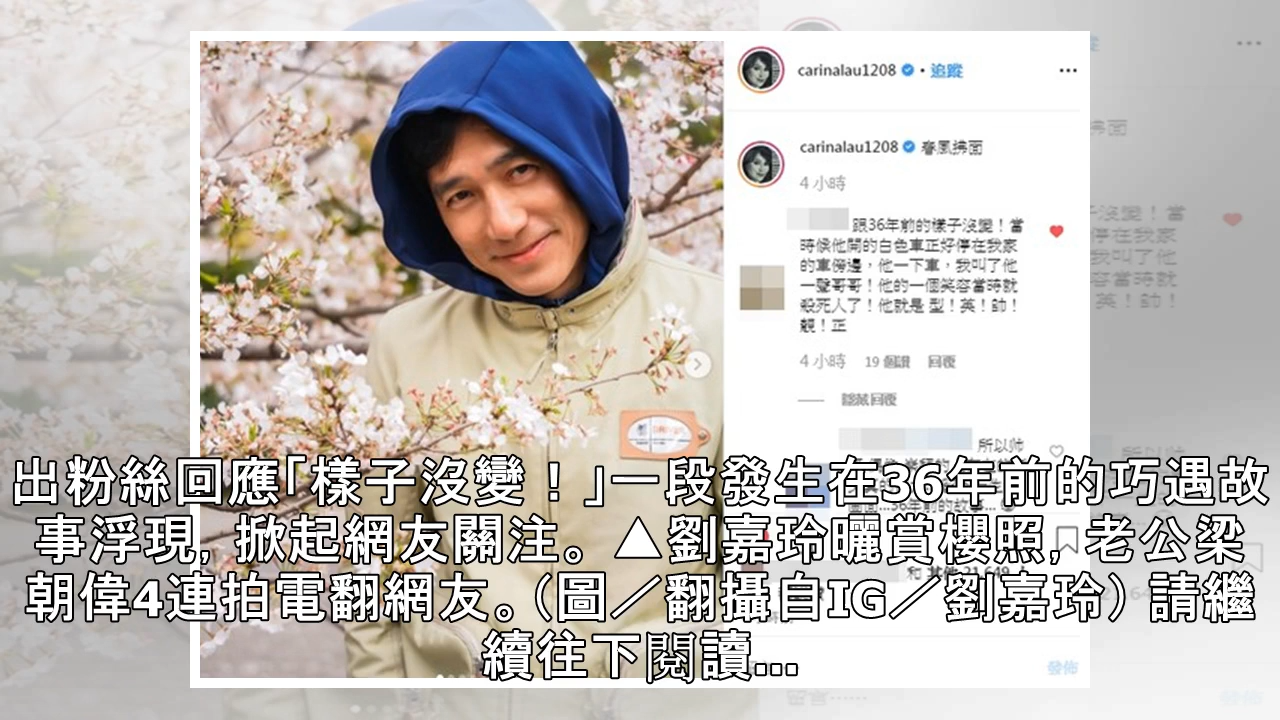 carinalau1208 • 追蹤
carinalau1208 春風拂面
4 小時
跟36年前的樣子沒變！當
時候他開的白色車正好停在我家
的車傍邊，他一下車，我叫了他
一聲哥哥！他的一個笑容當時就
殺死人了！他就是 型！英！帥！
靚！正
4 小時 19 個讚 回覆
隱藏回覆
所以帅
出粉絲回應「樣子沒變！」一段發生在36年前的巧遇故
事浮現, 掀起網友關注。▲劉嘉玲曬賞櫻照, 老公梁
朝偉4連拍電翻網友。(圖／翻攝自IG／劉嘉玲) 請繼
續往下閱讀...
發佈